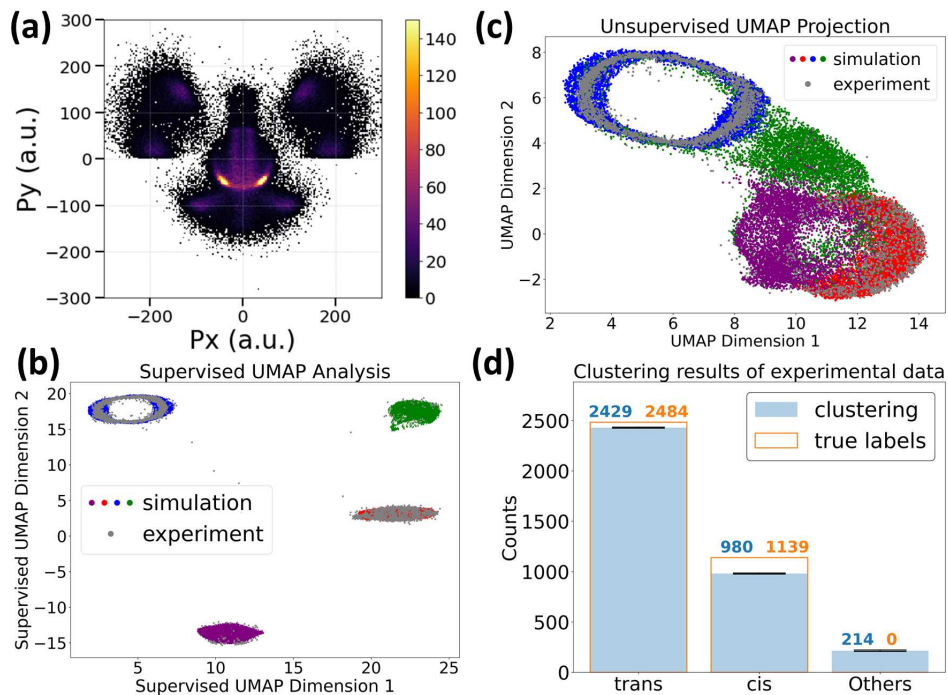 (a)
300
200
100
0
−100
−200
−300
Py (a.u.)
−200
0
200
Px (a.u.)
140
120
100
80
60
40
20
0
(c)
Unsupervised UMAP Projection
8
6
4
2
0
−2
UMAP Dimension 2
simulation
experiment
2
4
6
8
10
12
14
UMAP Dimension 1
(b)
Supervised UMAP Analysis
20
15
10
5
0
−5
−10
−15
Supervised UMAP Dimension 2
simulation
experiment
5
10
15
20
25
Supervised UMAP Dimension 1
(d)
Clustering results of experimental data
2500
2000
1500
1000
500
0
Counts
2429 2484
980 1139
214 0
clustering
true labels
trans
cis
Others